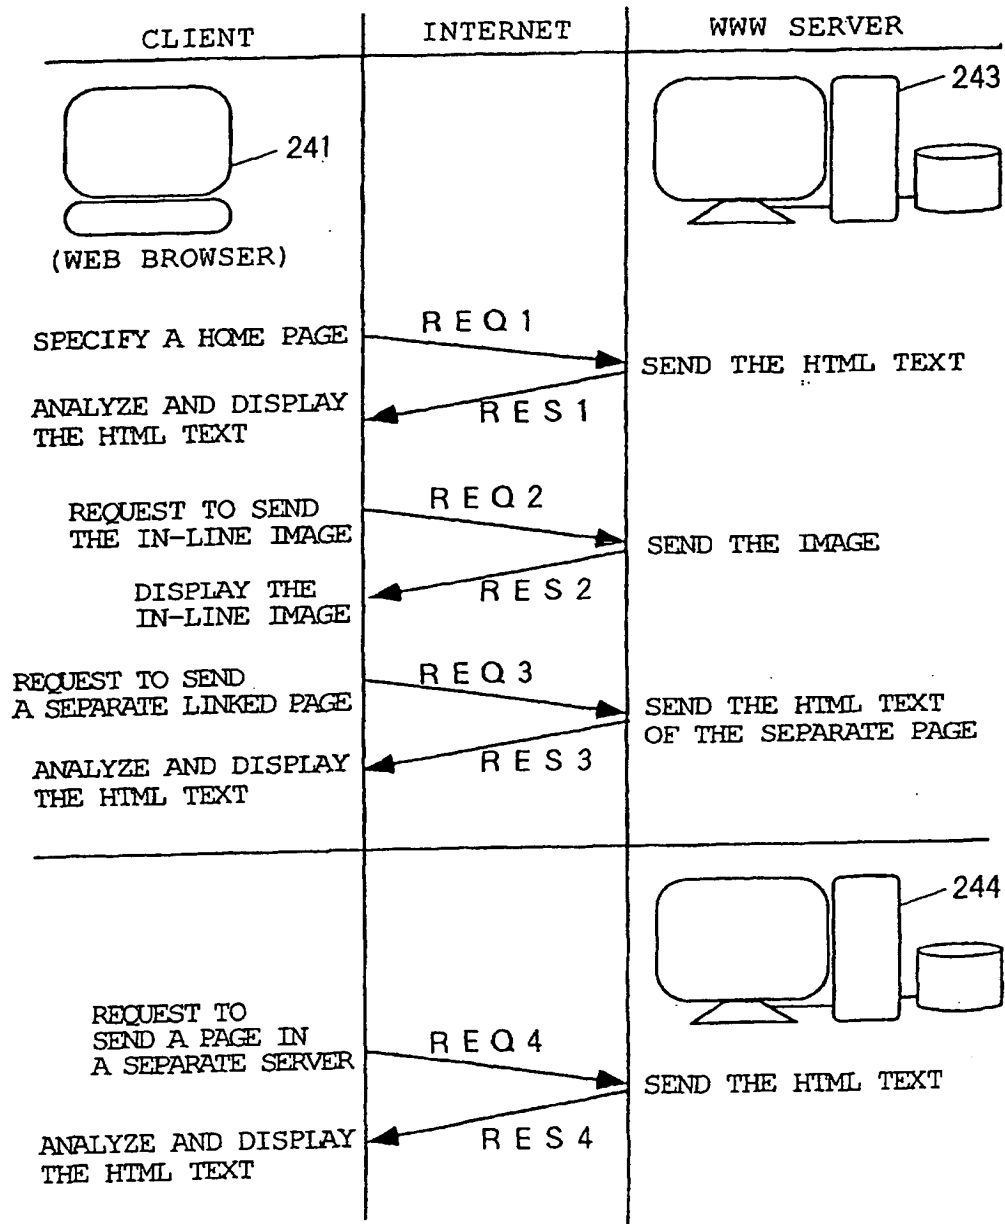 CLIENT
INTERNET
WWW SERVER
241
243
(WEB BROWSER)
SPECIFY A HOME PAGE
REQ1
SEND THE HTML TEXT
ANALYZE AND DISPLAY
THE HTML TEXT
RES1
REQUEST TO SEND
THE IN-LINE IMAGE
REQ2
SEND THE IMAGE
DISPLAY THE
IN-LINE IMAGE
RES2
REQUEST TO SEND
A SEPARATE LINKED PAGE
REQ3
SEND THE HTML TEXT
OF THE SEPARATE PAGE
ANALYZE AND DISPLAY
THE HTML TEXT
RES3
244
REQUEST TO
SEND A PAGE IN
A SEPARATE SERVER
REQ4
SEND THE HTML TEXT
ANALYZE AND DISPLAY
THE HTML TEXT
RES4